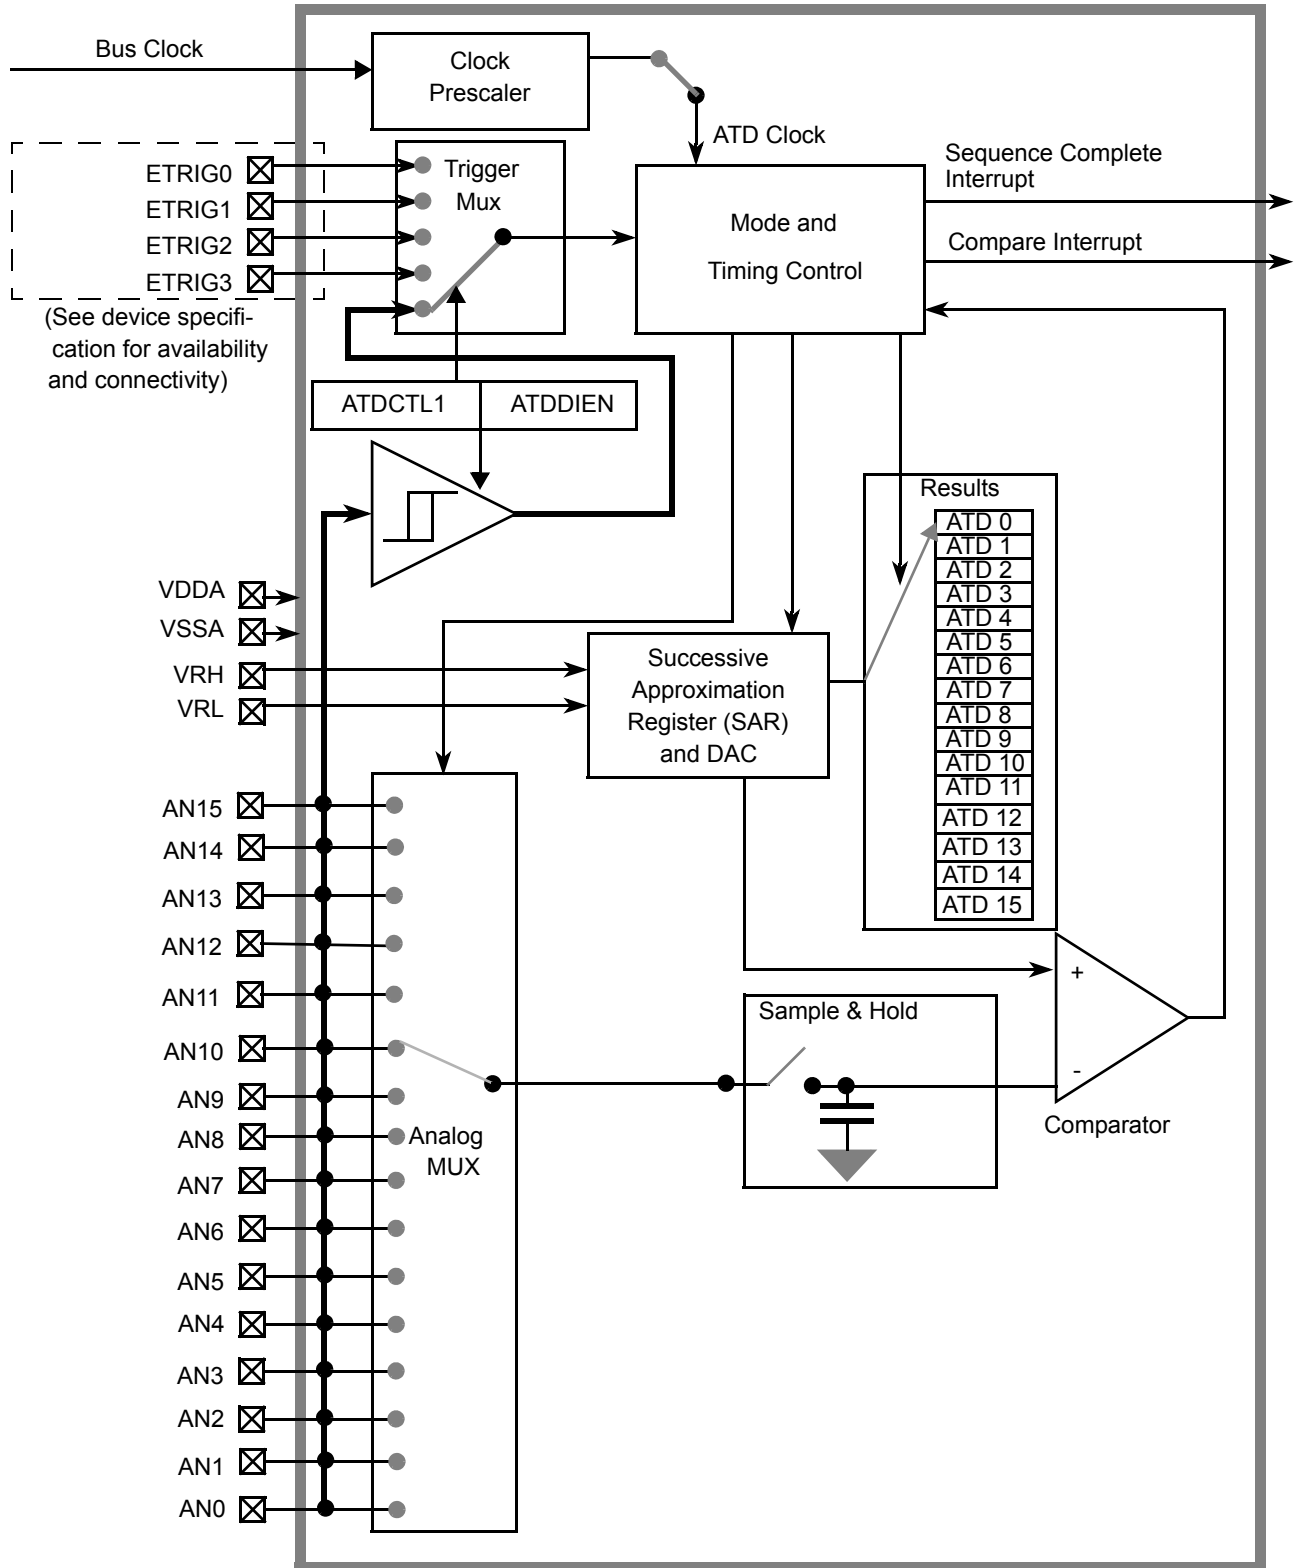 Bus Clock
Clock
Prescaler
ATD Clock
ETRIG0
ETRIG1
ETRIG2
ETRIG3
(See device specifi-
cation for availability
and connectivity)
Trigger
Mux
Mode and
Timing Control
Sequence Complete
Interrupt
Compare Interrupt
ATDCTL1
ATDDIEN
Results
ATD 0
ATD 1
ATD 2
ATD 3
ATD 4
ATD 5
ATD 6
ATD 7
ATD 8
ATD 9
ATD 10
ATD 11
ATD 12
ATD 13
ATD 14
ATD 15
VDDA
VSSA
VRH
VRL
Successive
Approximation
Register (SAR)
and DAC
AN15
AN14
AN13
AN12
AN11
AN10
AN9
AN8
AN7
AN6
AN5
AN4
AN3
AN2
AN1
AN0
Analog
MUX
Sample & Hold
+
-
Comparator